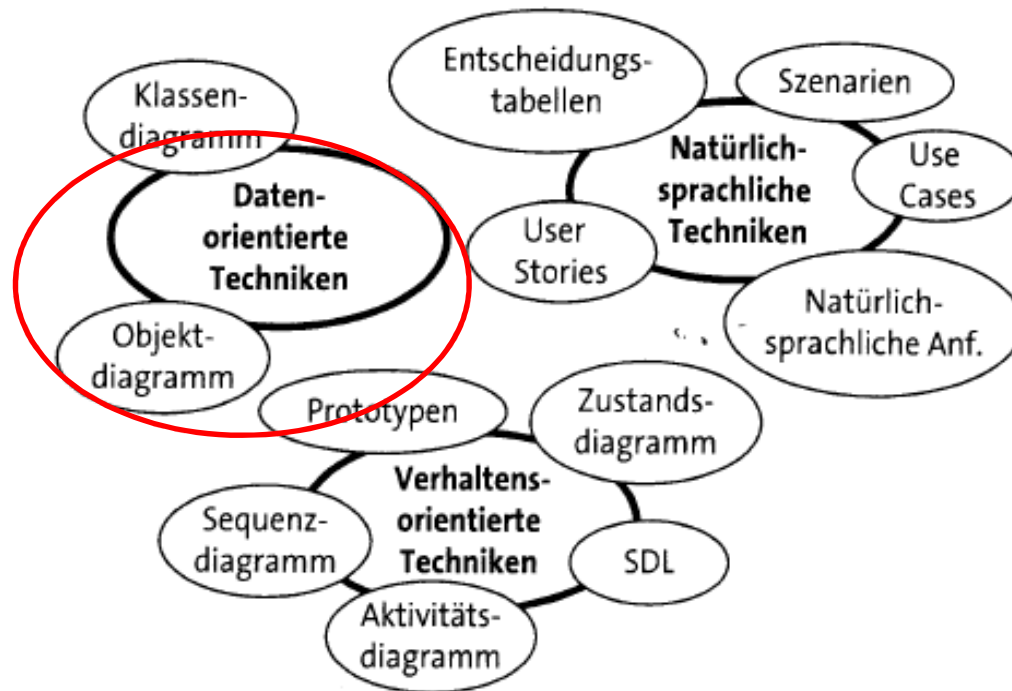 Klassen-
diagramm
Daten-
orientierte
Techniken
Objekt-
diagramm
Entscheidungs-
tabellen
Szenarien
Natürlich-
sprachliche
Techniken
Use
Cases
User
Stories
Natürlich-
sprachliche Anf.
Prototypen
Zustands-
diagramm
Verhaltens-
orientierte
Techniken
Sequenz-
diagramm
SDL
Aktivitäts-
diagramm